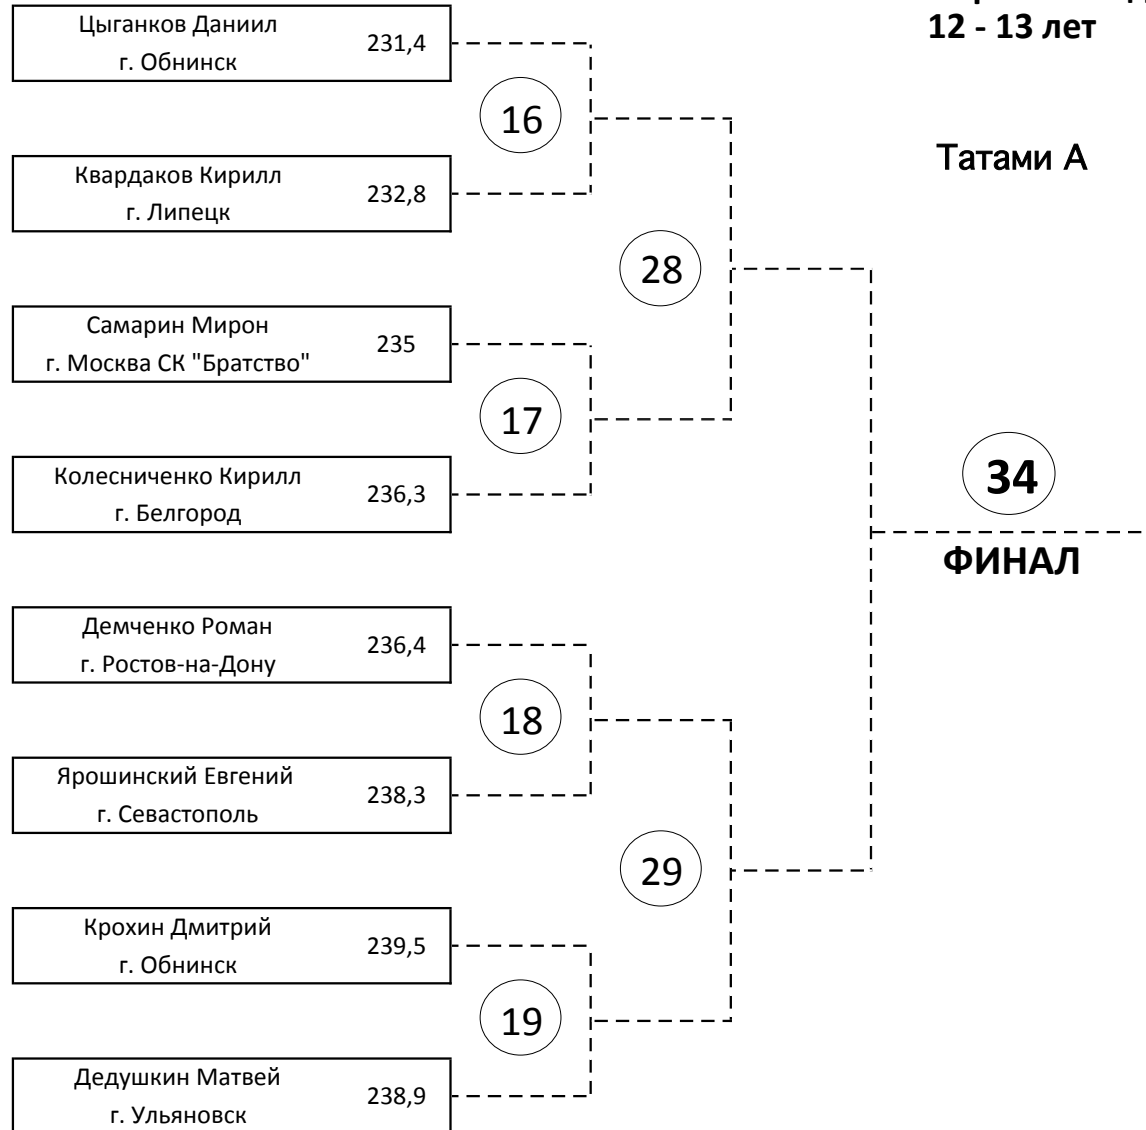 12 - 13 лет
Татами А
Цыганков Даниил
г. Обнинск
231,4
16
Квардаков Кирилл
г. Липецк
232,8
28
Самарин Мирон
г. Москва СК "Братство"
235
17
Колесниченко Кирилл
г. Белгород
236,3
34
ФИНАЛ
Демченко Роман
г. Ростов-на-Дону
236,4
18
Ярошинский Евгений
г. Севастополь
238,3
29
Крохин Дмитрий
г. Обнинск
239,5
19
Дедушкин Матвей
г. Ульяновск
238,9